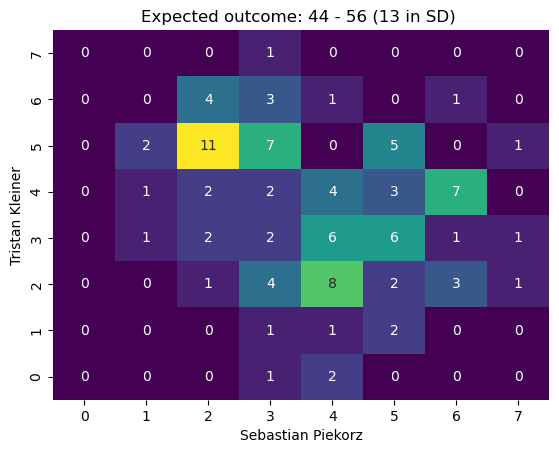 Expected outcome: 44 - 56 (13 in SD)
Tristan Kleiner
7 0 0 0 1 0 0 0 0
6 0 0 4 3 1 0 1 0
5 0 2 11 7 0 5 0 1
4 0 1 2 2 4 3 7 0
3 0 1 2 2 6 6 1 1
2 0 0 1 4 8 2 3 1
1 0 0 0 1 1 2 0 0
0 0 0 0 1 2 0 0 0
0 1 2 3 4 5 6 7
Sebastian Piekorz